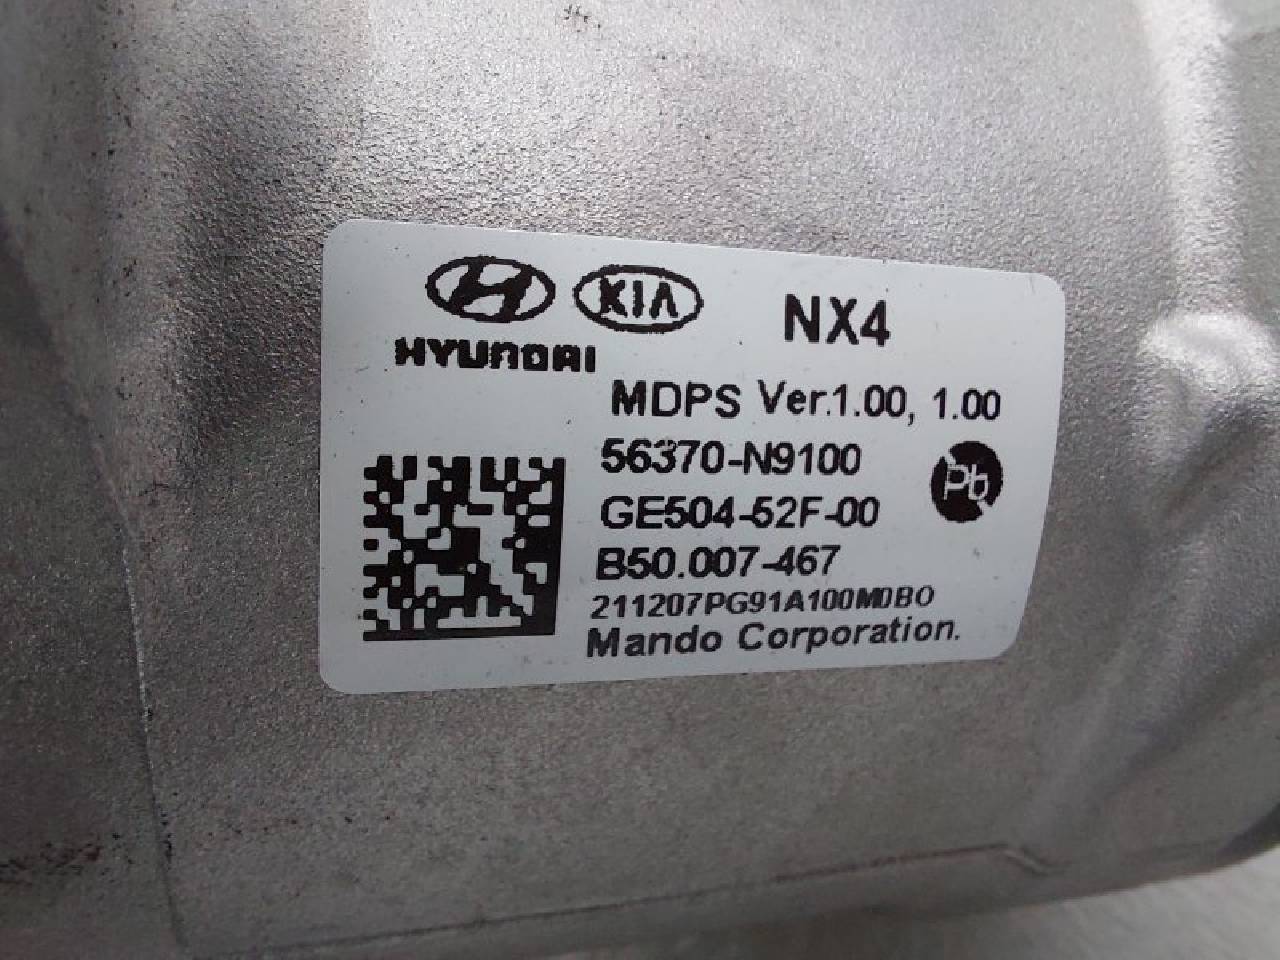 KIA NX4
HYUNDAI
MDPS Ver.1.00, 1.00
56370-N9100
Pb
GE504-52F-00
B50.007-467
211207PG91A100MDBO
Mando Corporation.